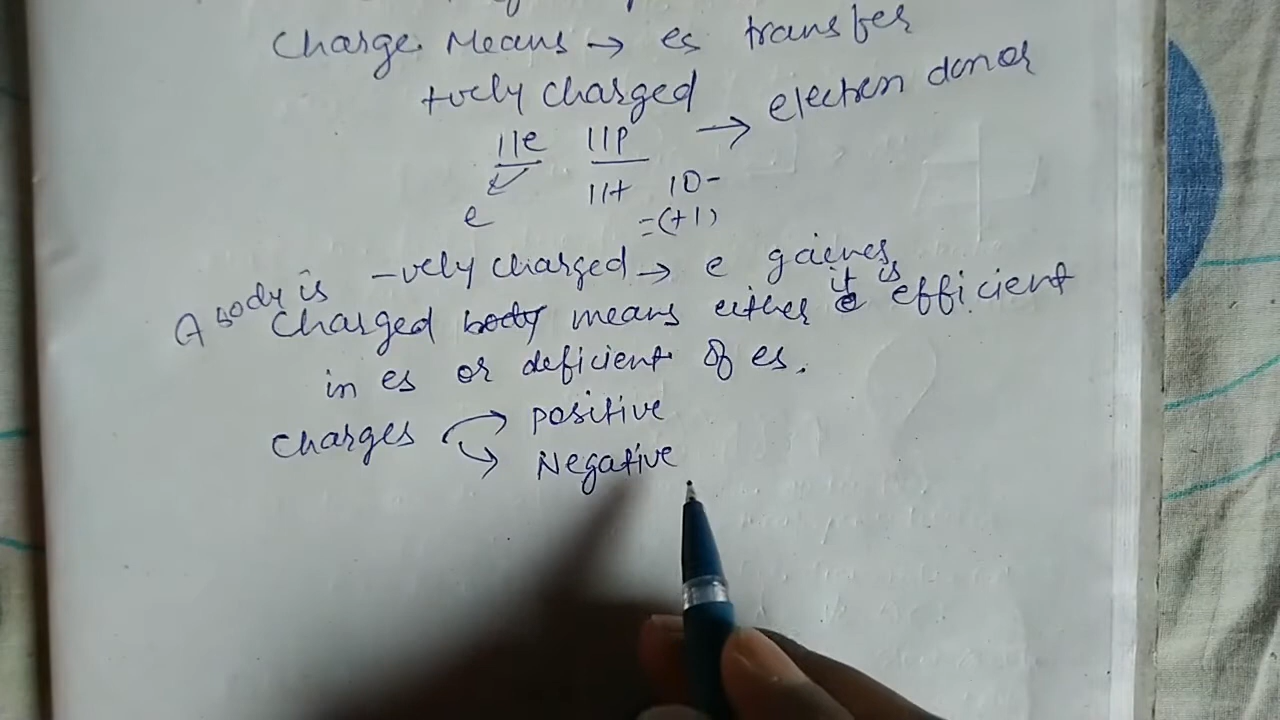 Charge. Means → es transfer
+vely charged → electron donor
11e 11p
e 11+ 10-
=(+1)
-vely charged → e gaienes
A body is charged body means either it is efficient
in es or deficient of es.
Charges → positive
→ Negative